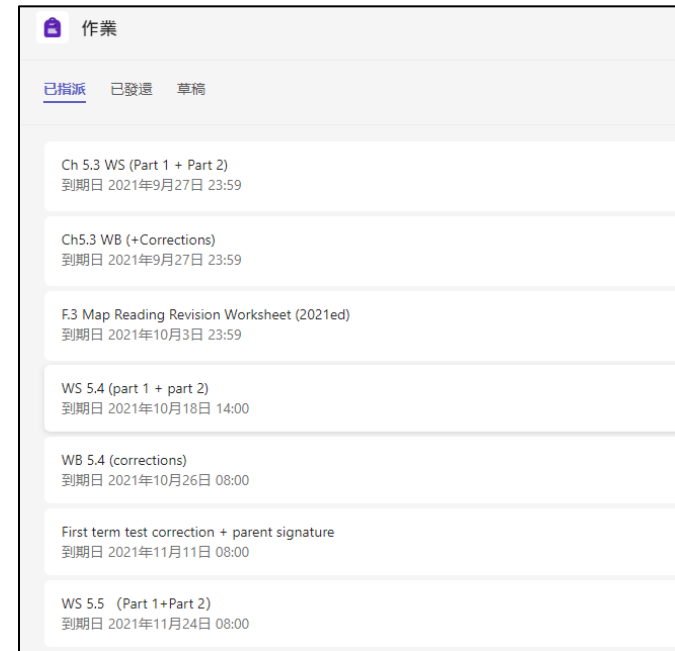 作業
已指派 已發還 草稿
Ch 5.3 WS (Part 1 + Part 2)
到期日 2021年9月27日 23:59
Ch5.3 WB (+Corrections)
到期日 2021年9月27日 23:59
F.3 Map Reading Revision Worksheet (2021ed)
到期日 2021年10月3日 23:59
WS 5.4 (part 1 + part 2)
到期日 2021年10月18日 14:00
WB 5.4 (corrections)
到期日 2021年10月26日 08:00
First term test correction + parent signature
到期日 2021年11月11日 08:00
WS 5.5 （Part 1+Part 2）
到期日 2021年11月24日 08:00